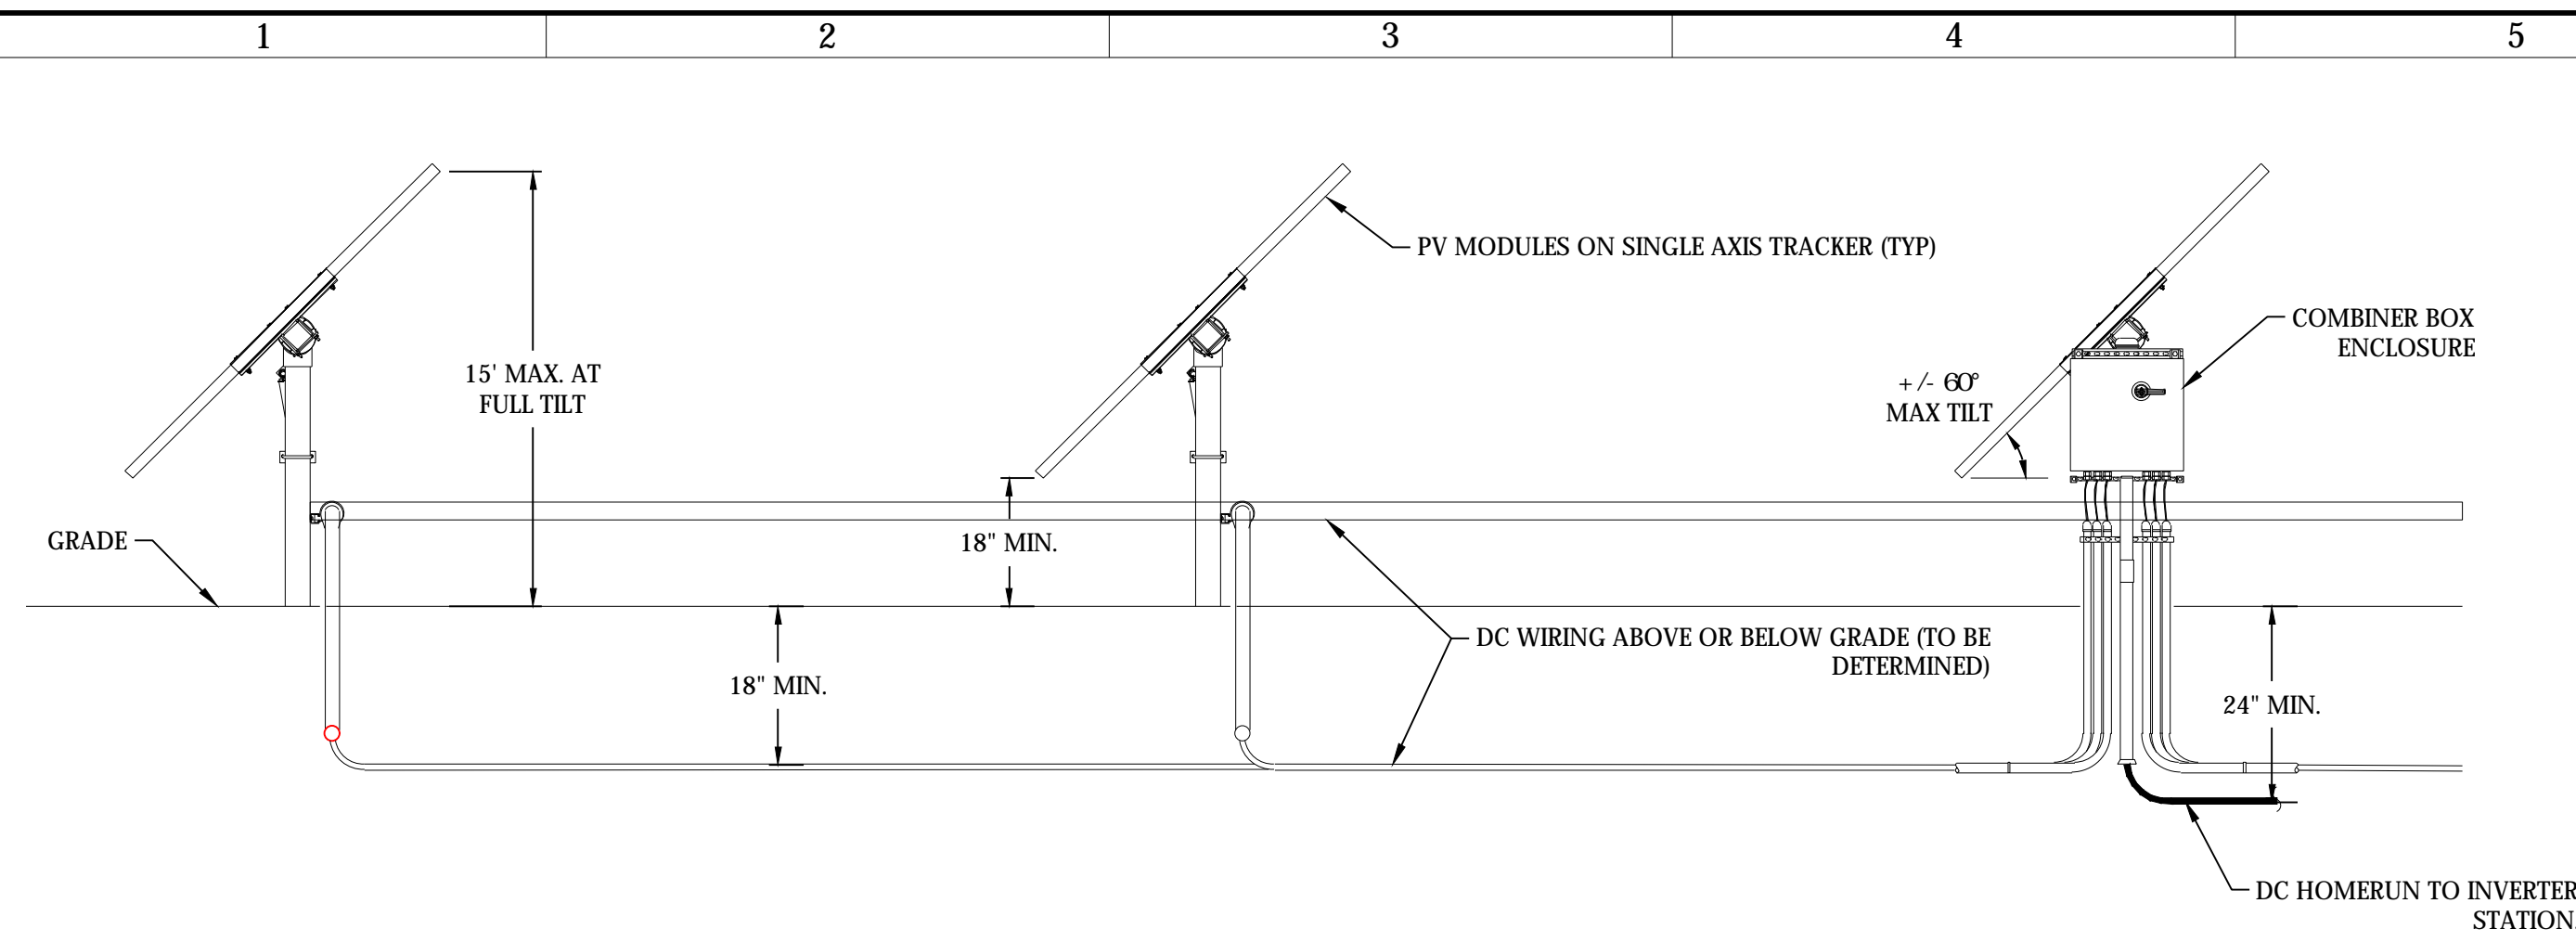 1
2
3
4
5
PV MODULES ON SINGLE AXIS TRACKER (TYP)
COMBINER BOX
ENCLOSURE
15' MAX. AT
FULL TILT
+/- 60°
MAX TILT
GRADE
18" MIN.
DC WIRING ABOVE OR BELOW GRADE (TO BE
DETERMINED)
18" MIN.
24" MIN.
DC HOMERUN TO INVERTER
STATION